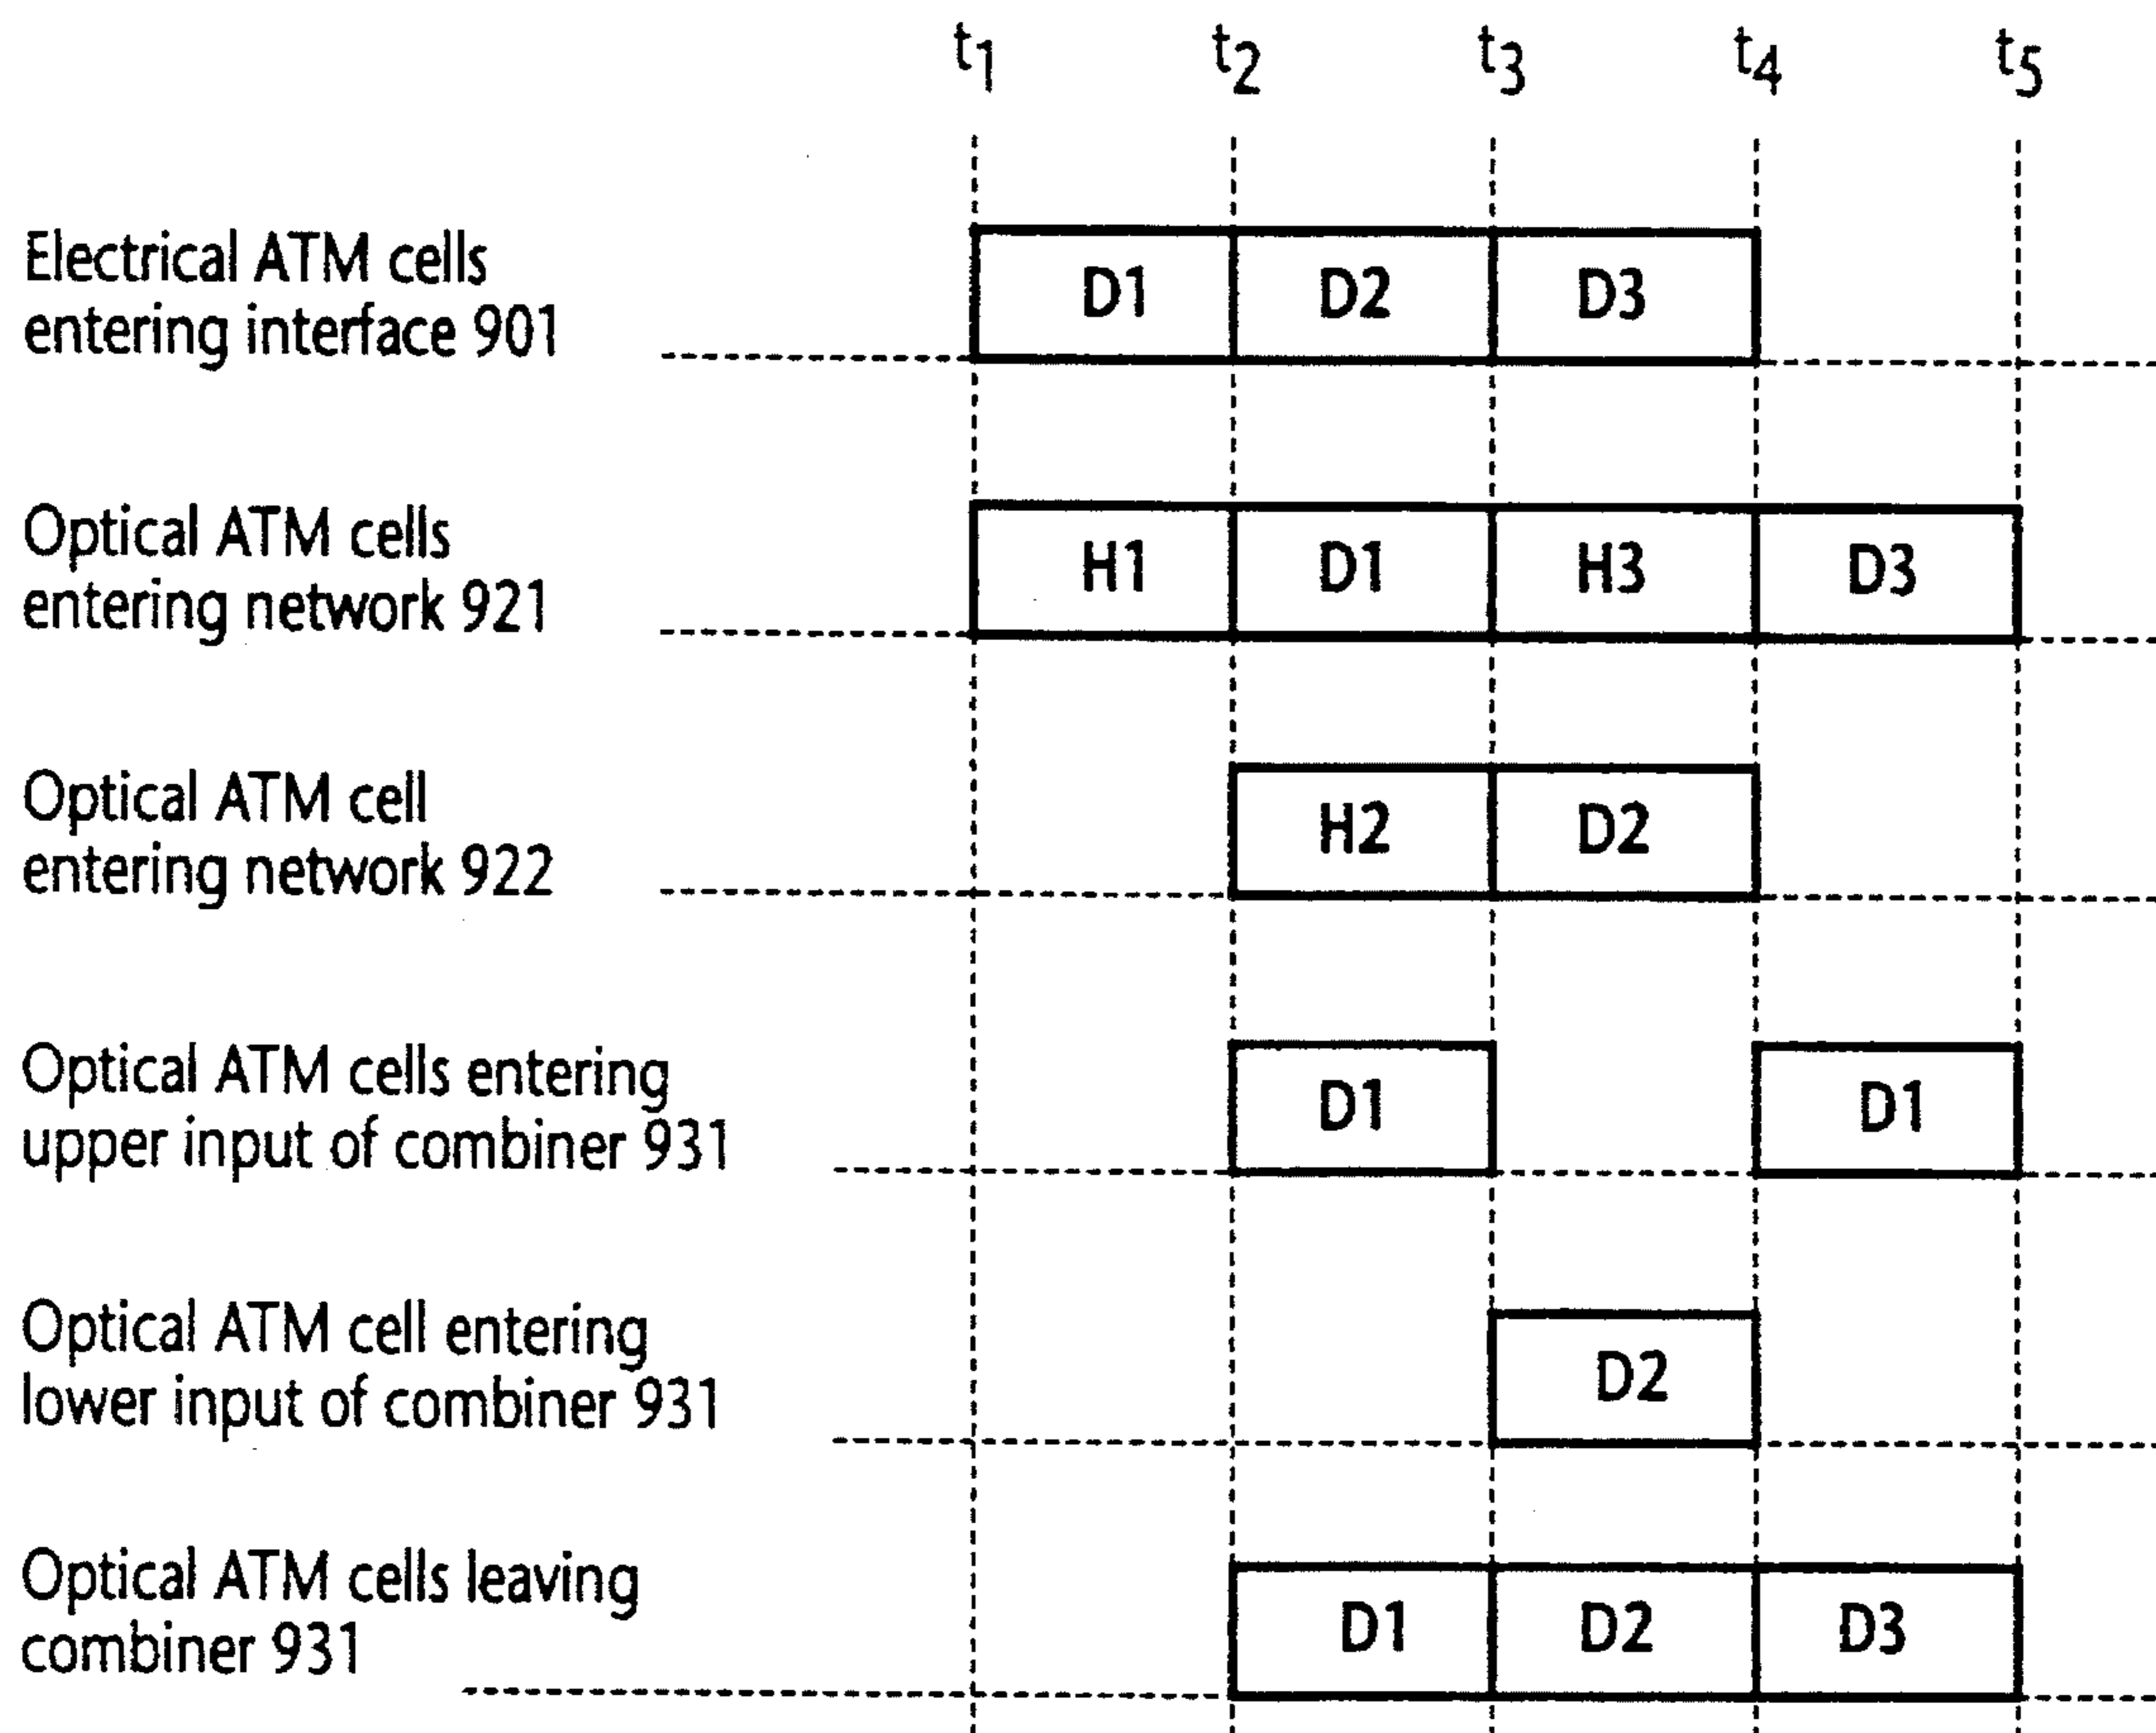 t1 t2 t3 t4 t5
Electrical ATM cells
entering interface 901
D1 D2 D3
Optical ATM cells
entering network 921
H1 D1 H3 D3
Optical ATM cell
entering network 922
H2 D2
Optical ATM cells entering
upper input of combiner 931
D1 D1
Optical ATM cell entering
lower input of combiner 931
D2
Optical ATM cells leaving
combiner 931
D1 D2 D3